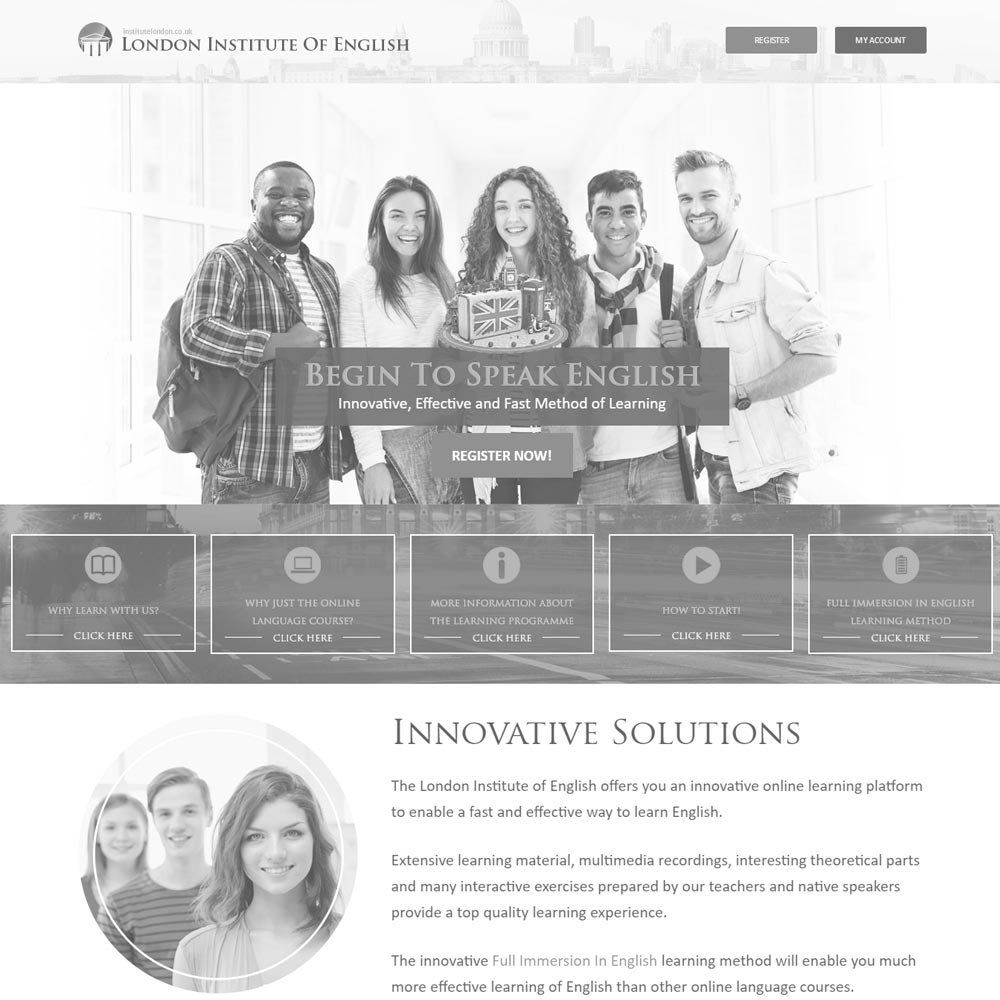 institutelondon.co.uk
London Institute Of English
REGISTER
MY ACCOUNT
Begin To Speak English
Innovative, Effective and Fast Method of Learning
REGISTER NOW!
WHY LEARN WITH US?
CLICK HERE
WHY JUST THE ONLINE
LANGUAGE COURSE?
CLICK HERE
MORE INFORMATION ABOUT
THE LEARNING PROGRAMME
CLICK HERE
HOW TO START!
CLICK HERE
FULL IMMERSION IN ENGLISH
LEARNING METHOD
CLICK HERE
Innovative Solutions
The London Institute of English offers you an innovative online learning platform
to enable a fast and effective way to learn English.
Extensive learning material, multimedia recordings, interesting theoretical parts
and many interactive exercises prepared by our teachers and native speakers
provide a top quality learning experience.
The innovative Full Immersion In English learning method will enable you much
more effective learning of English than other online language courses.